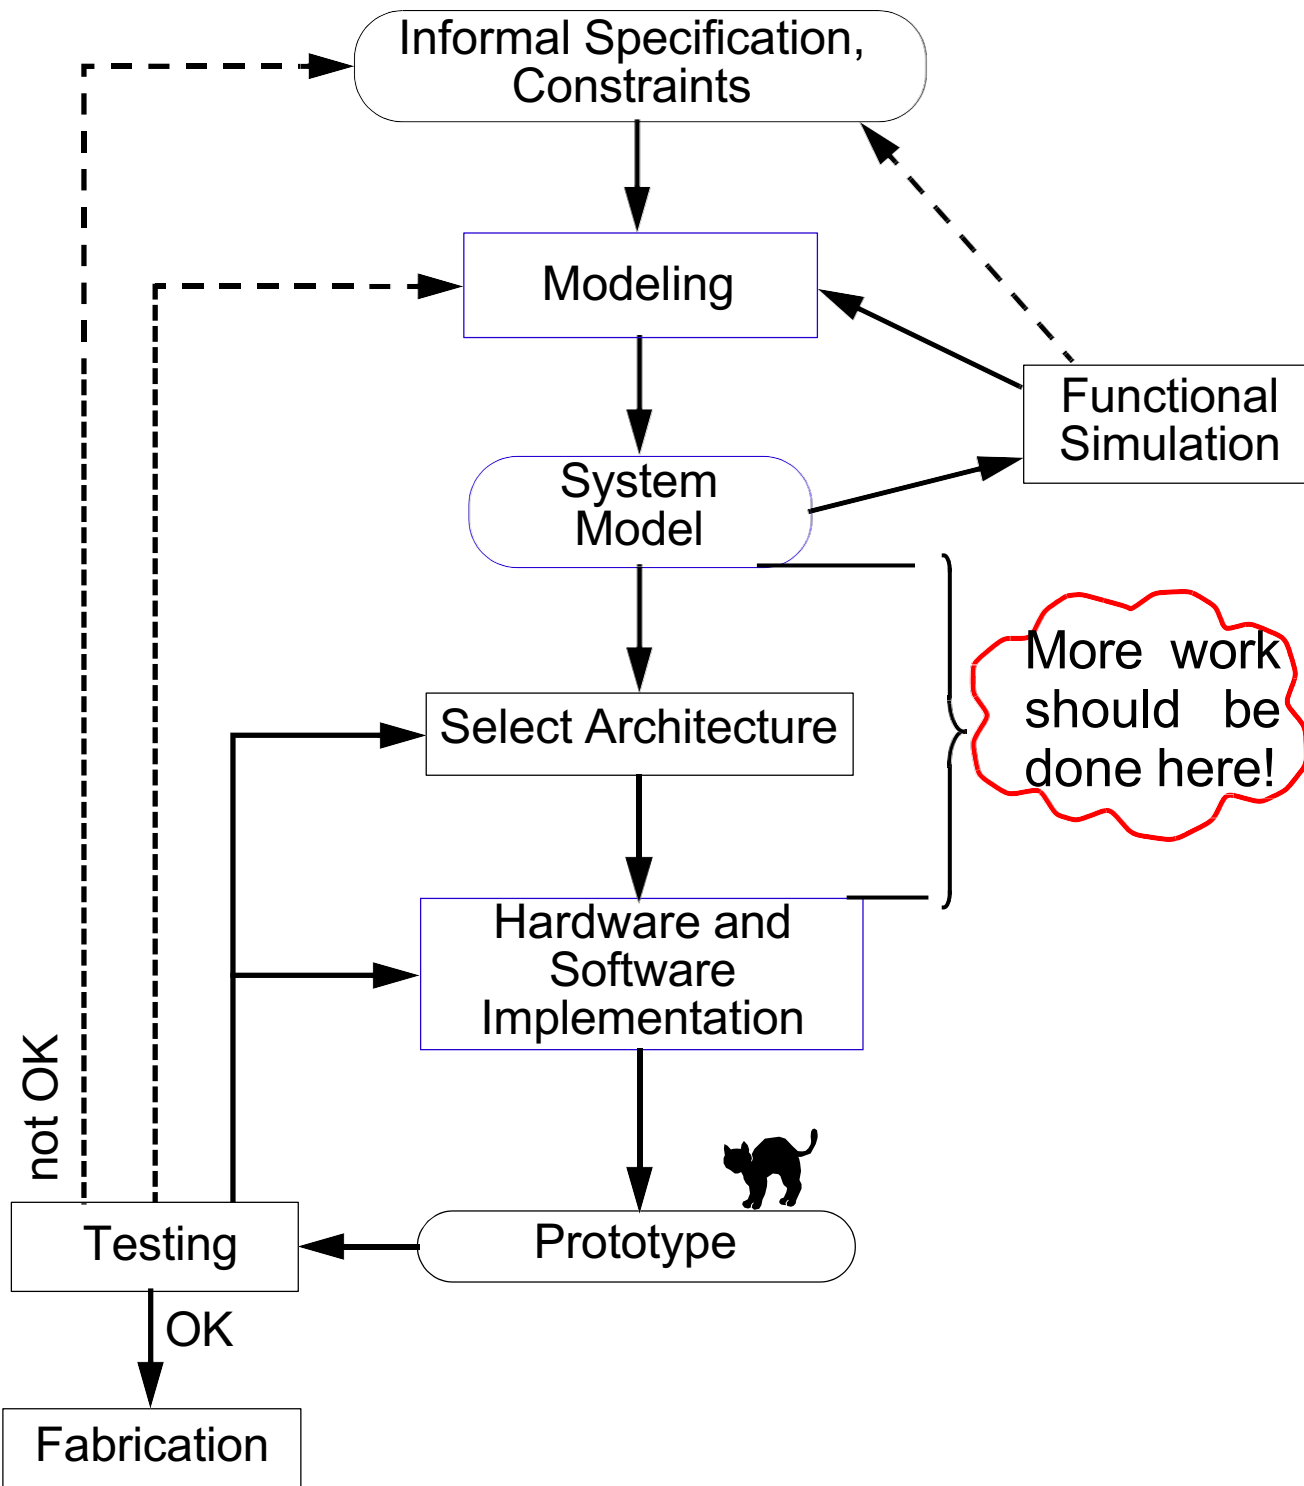 Informal Specification,
Constraints
Modeling
Functional
Simulation
System
Model
More work
should be
done here!
Select Architecture
Hardware and
Software
Implementation
not OK
Prototype
Testing
OK
Fabrication